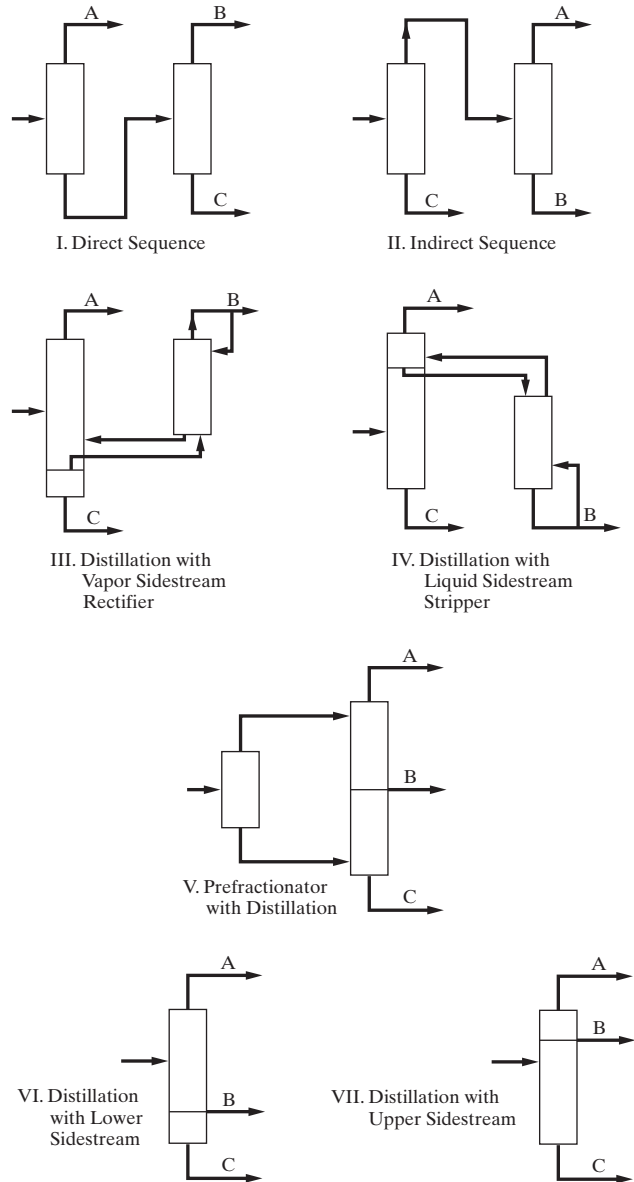 A
B
C
I. Direct Sequence
A
C
B
II. Indirect Sequence
A
B
C
III. Distillation with
Vapor Sidestream
Rectifier
A
C
B
IV. Distillation with
Liquid Sidestream
Stripper
A
B
C
V. Prefractionator
with Distillation
A
B
C
VI. Distillation
with Lower
Sidestream
A
B
C
VII. Distillation with
Upper Sidestream